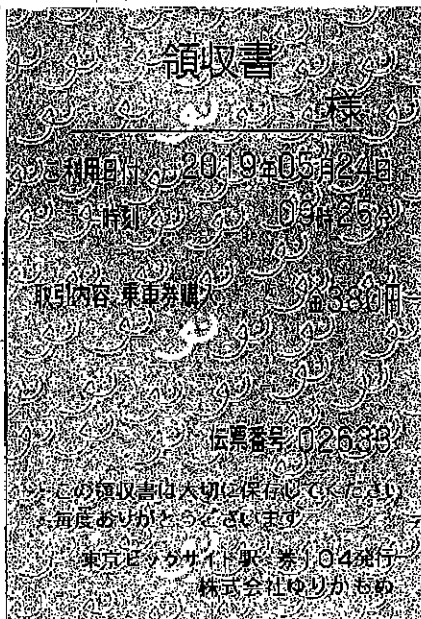 領収書
様
ご利用日付 2019年05月24日
時刻 09時25分
取引内容 乗車券購入 金380円
伝票番号 02633
この領収書は大切に保存してください
毎度ありがとうございます
東京ビッグサイト駅 券104発行
株式会社ゆりかもめ